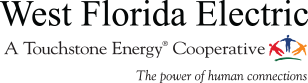 West Florida Electric
A Touchstone Energy® Cooperative
The power of human connections